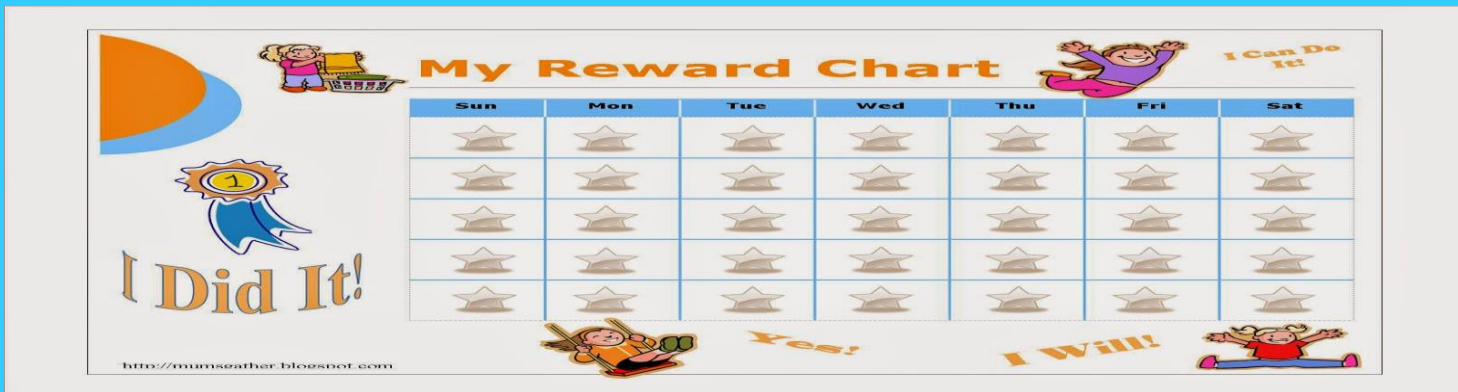 My Reward Chart
I Can Do
It!
Sun Mon Tue Wed Thu Fri Sat
1
I Did It!
Yes!
I Will!
http://mumsgather.blogspot.com